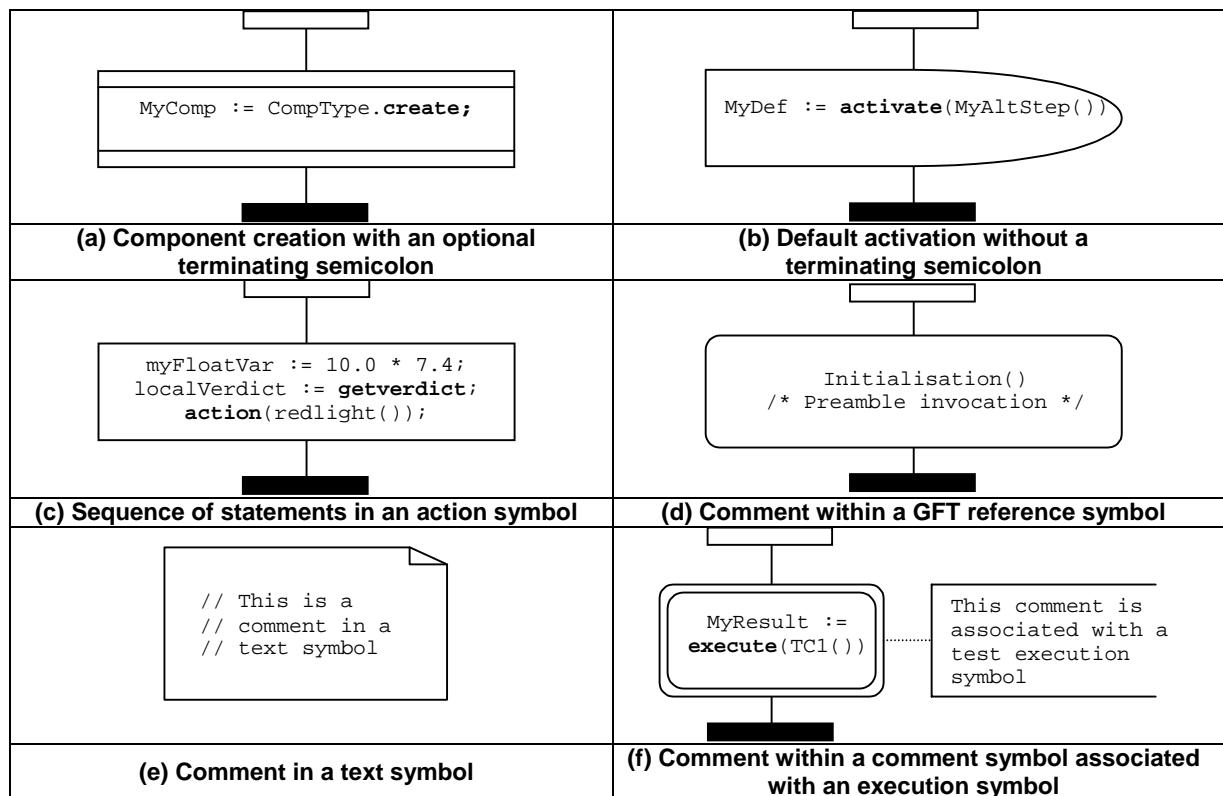 MyComp := CompType.create;
(a) Component creation with an optional
terminating semicolon
MyDef := activate(MyAltStep())
(b) Default activation without a
terminating semicolon
myFloatVar := 10.0 * 7.4;
localVerdict := getverdict;
action(redlight());
(c) Sequence of statements in an action symbol
Initialisation()
/* Preamble invocation */
(d) Comment within a GFT reference symbol
// This is a
// comment in a
// text symbol
(e) Comment in a text symbol
MyResult :=
execute(TC1())
This comment is
associated with a
test execution
symbol
(f) Comment within a comment symbol associated
with an execution symbol